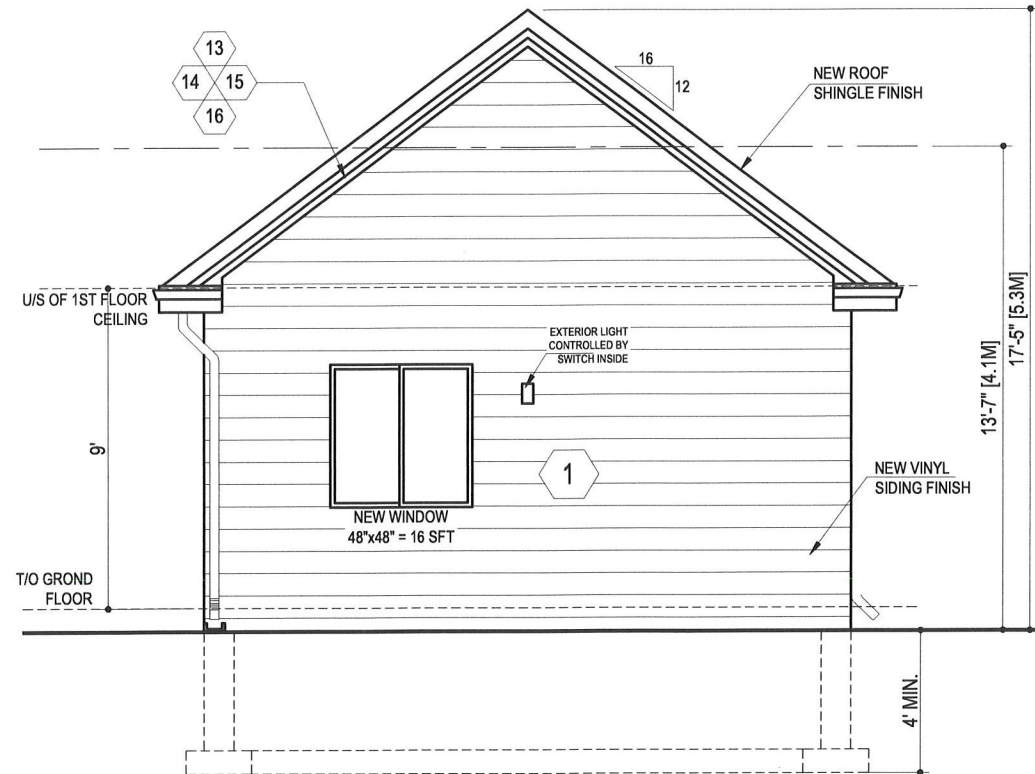 13
14 15
16
16
12
NEW ROOF
SHINGLE FINISH
U/S OF 1ST FLOOR
CEILING
EXTERIOR LIGHT
CONTROLLED BY
SWITCH INSIDE
9'
1
13'-7" [4.1M]
17'-5" [5.3M]
NEW VINYL
SIDING FINISH
NEW WINDOW
48"x48" = 16 SFT
T/O GROND
FLOOR
4' MIN.